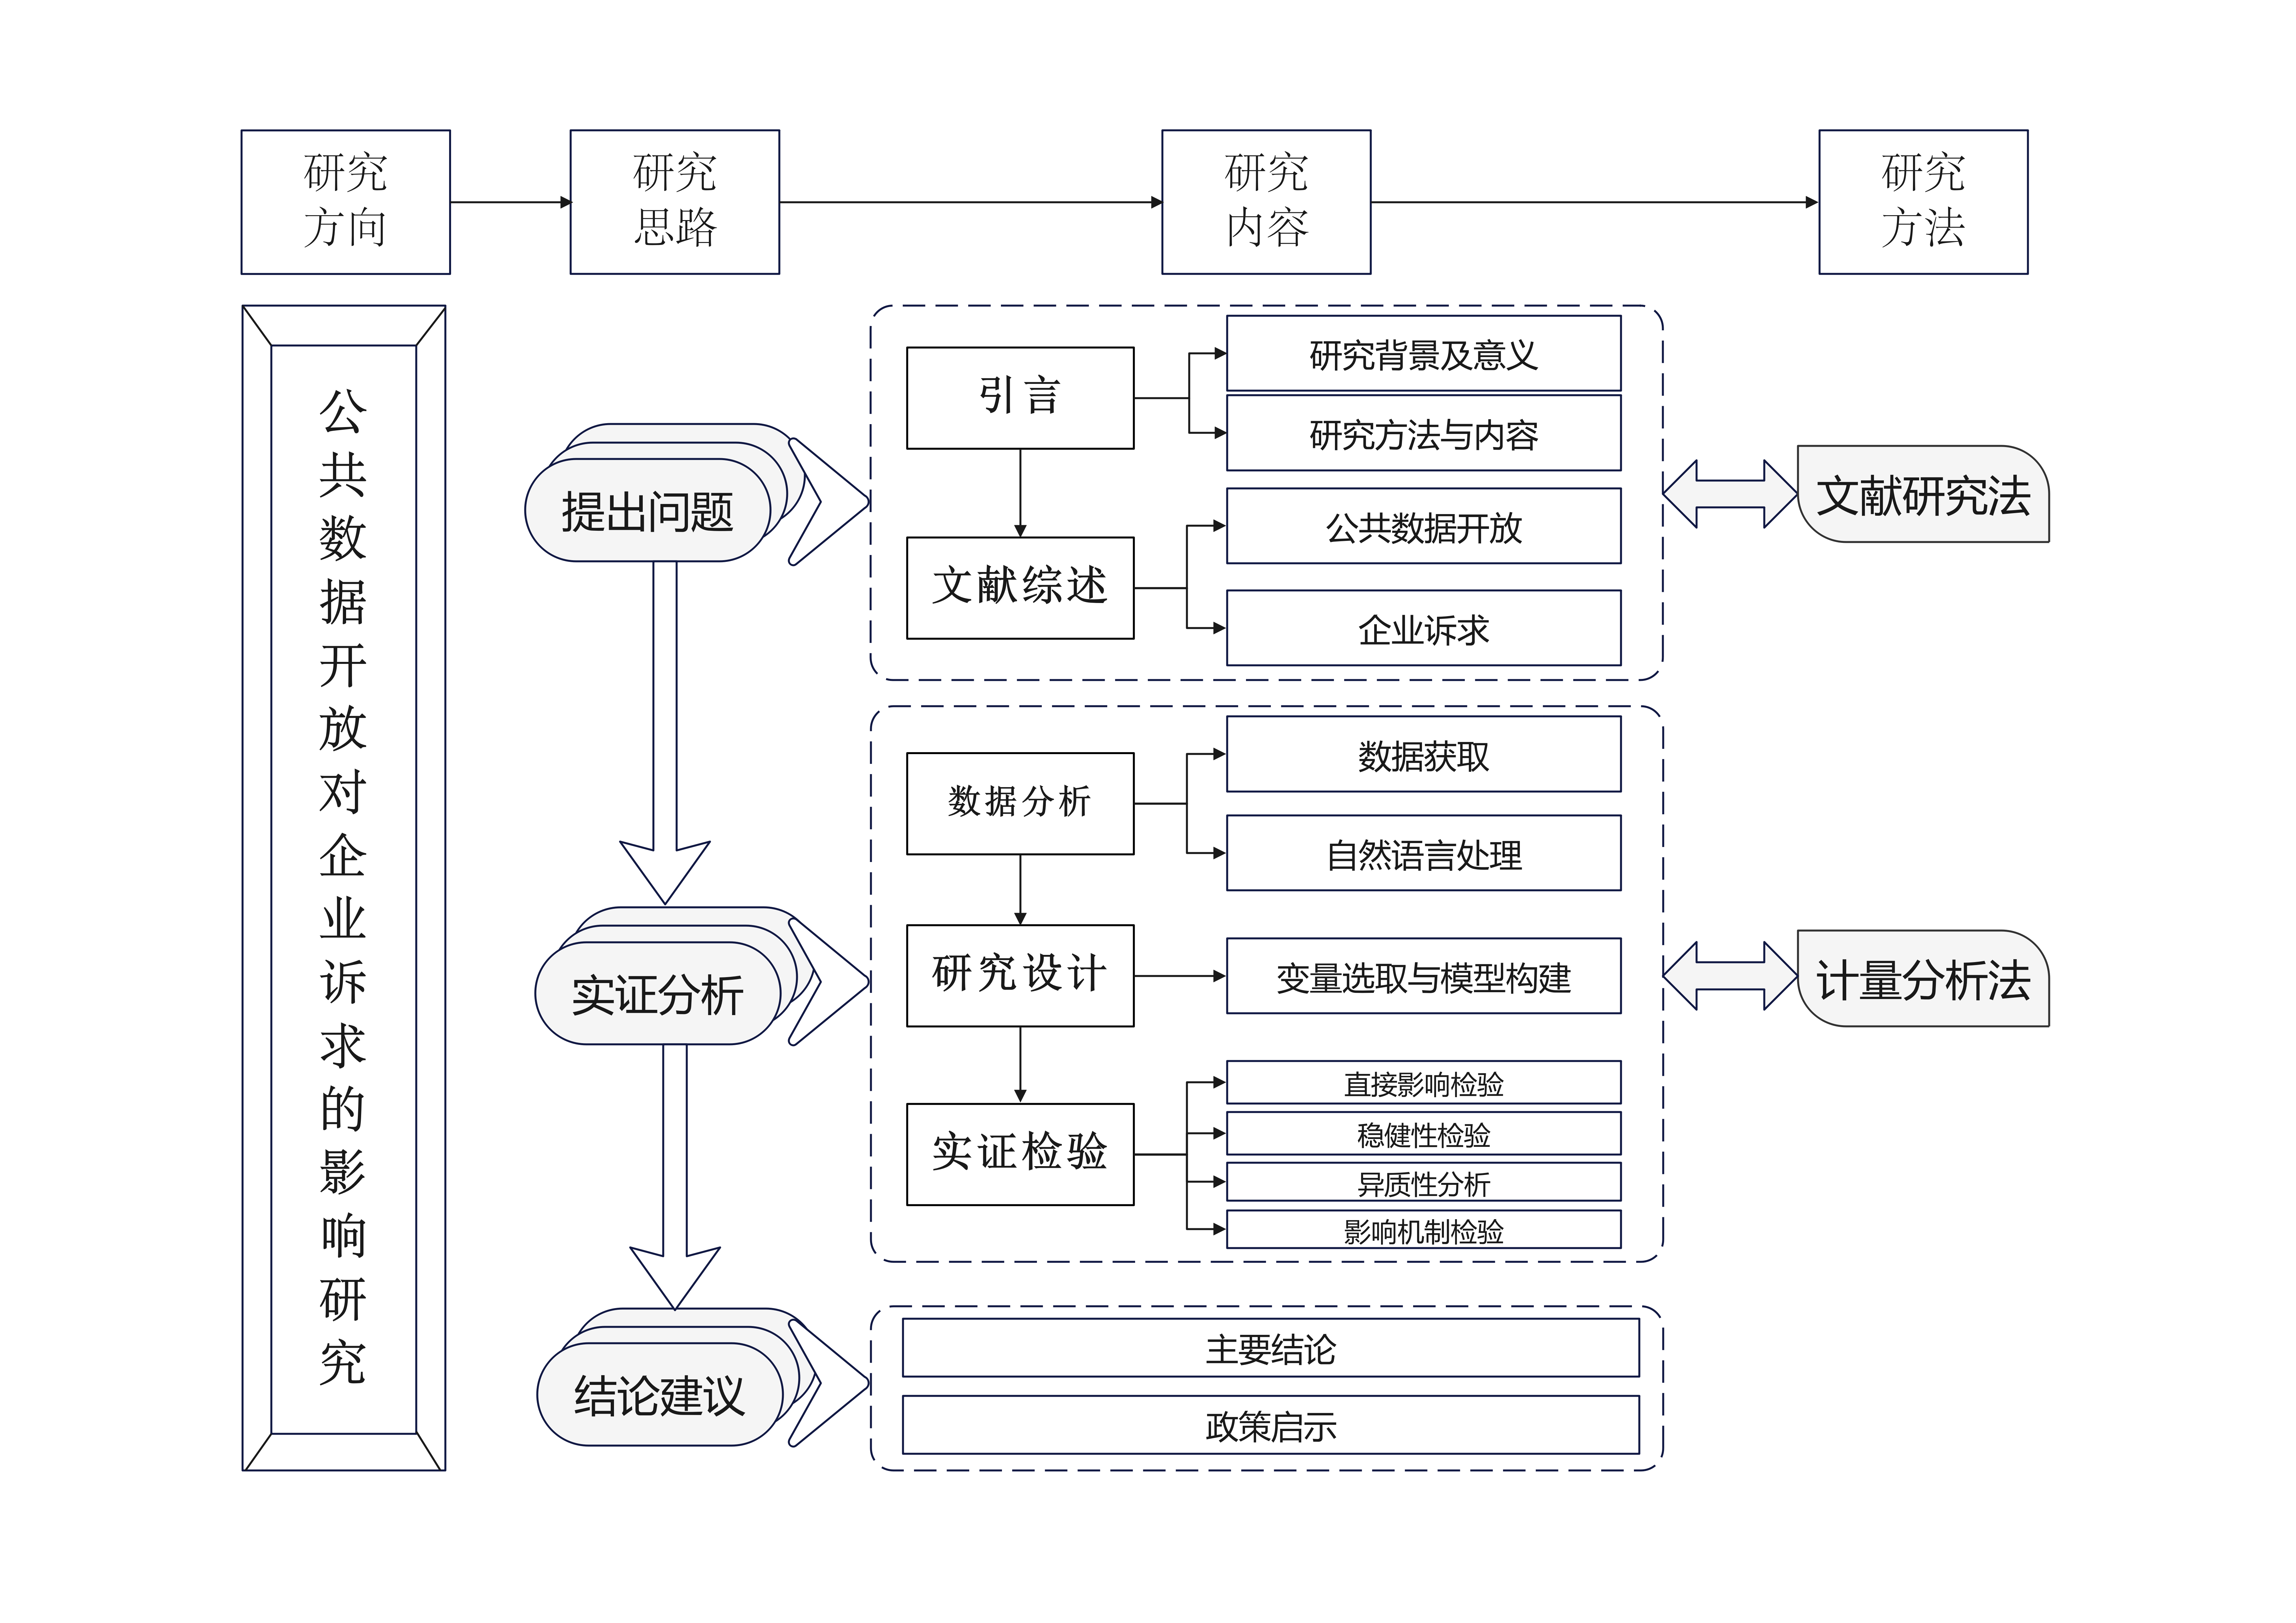 研究
方向
研究
思路
研究
内容
研究
方法
公共数据开放对企业诉求的影响研究
提出问题
引言
研究背景及意义
研究方法与内容
文献综述
公共数据开放
企业诉求
文献研究法
实证分析
数据分析
数据获取
自然语言处理
研究设计
变量选取与模型构建
实证检验
直接影响检验
稳健性检验
异质性分析
影响机制检验
计量分析法
结论建议
主要结论
政策启示